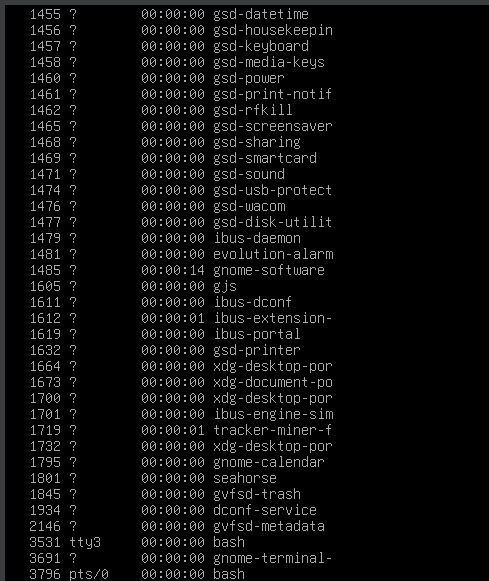 1455 ? 00:00:00 gsd-datetime
1456 ? 00:00:00 gsd-housekeepin
1457 ? 00:00:00 gsd-keyboard
1458 ? 00:00:00 gsd-media-keys
1460 ? 00:00:00 gsd-power
1461 ? 00:00:00 gsd-print-notif
1462 ? 00:00:00 gsd-rfkill
1465 ? 00:00:00 gsd-screensaver
1468 ? 00:00:00 gsd-sharing
1469 ? 00:00:00 gsd-smartcard
1471 ? 00:00:00 gsd-sound
1474 ? 00:00:00 gsd-usb-protect
1476 ? 00:00:00 gsd-wacom
1477 ? 00:00:00 gsd-disk-utilit
1479 ? 00:00:00 ibus-daemon
1481 ? 00:00:00 evolution-alarm
1485 ? 00:00:14 gnome-software
1605 ? 00:00:00 gjs
1611 ? 00:00:00 ibus-dconf
1612 ? 00:00:01 ibus-extension-
1619 ? 00:00:00 ibus-portal
1632 ? 00:00:00 gsd-printer
1664 ? 00:00:00 xdg-desktop-por
1673 ? 00:00:00 xdg-document-po
1700 ? 00:00:00 xdg-desktop-por
1701 ? 00:00:00 ibus-engine-sim
1719 ? 00:00:01 tracker-miner-f
1732 ? 00:00:00 xdg-desktop-por
1795 ? 00:00:00 gnome-calendar
1801 ? 00:00:00 seahorse
1845 ? 00:00:00 gvfsd-trash
1934 ? 00:00:00 dconf-service
2146 ? 00:00:00 gvfsd-metadata
3531 tty3 00:00:00 bash
3691 ? 00:00:00 gnome-terminal-
3796 pts/0 00:00:00 bash